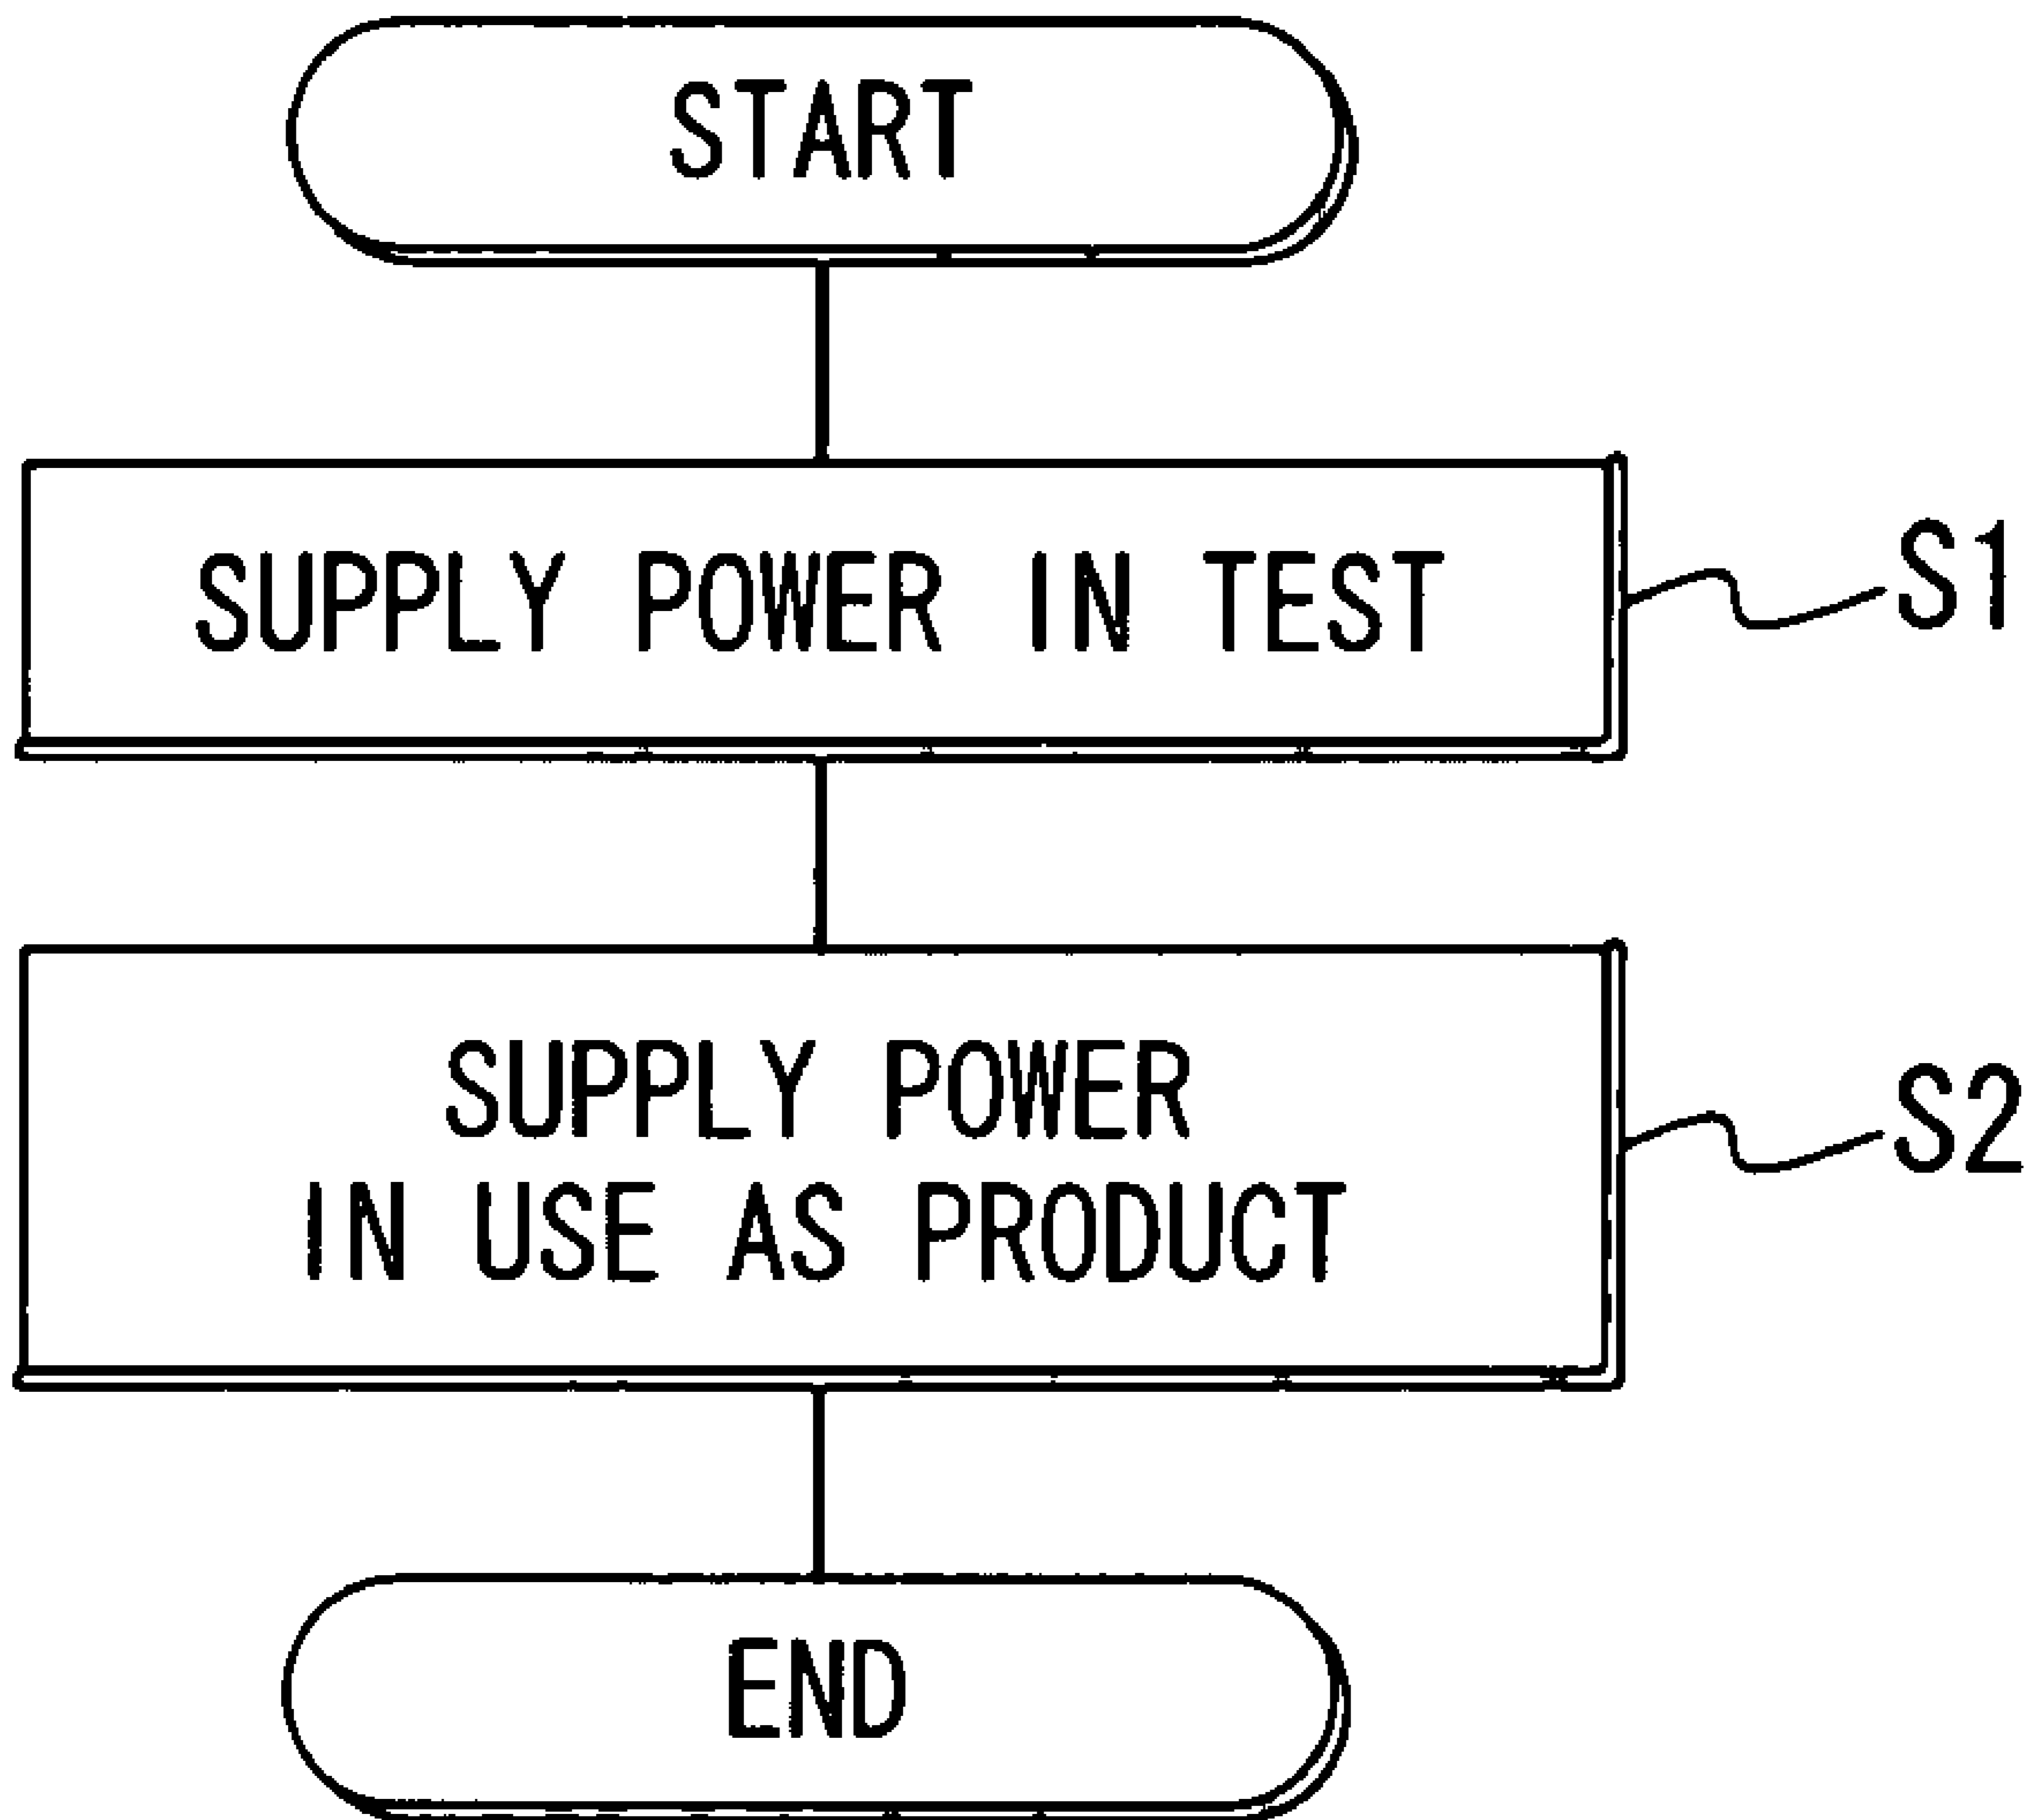 START
SUPPLY POWER IN TEST
S1
SUPPLY POWER
IN USE AS PRODUCT
S2
END